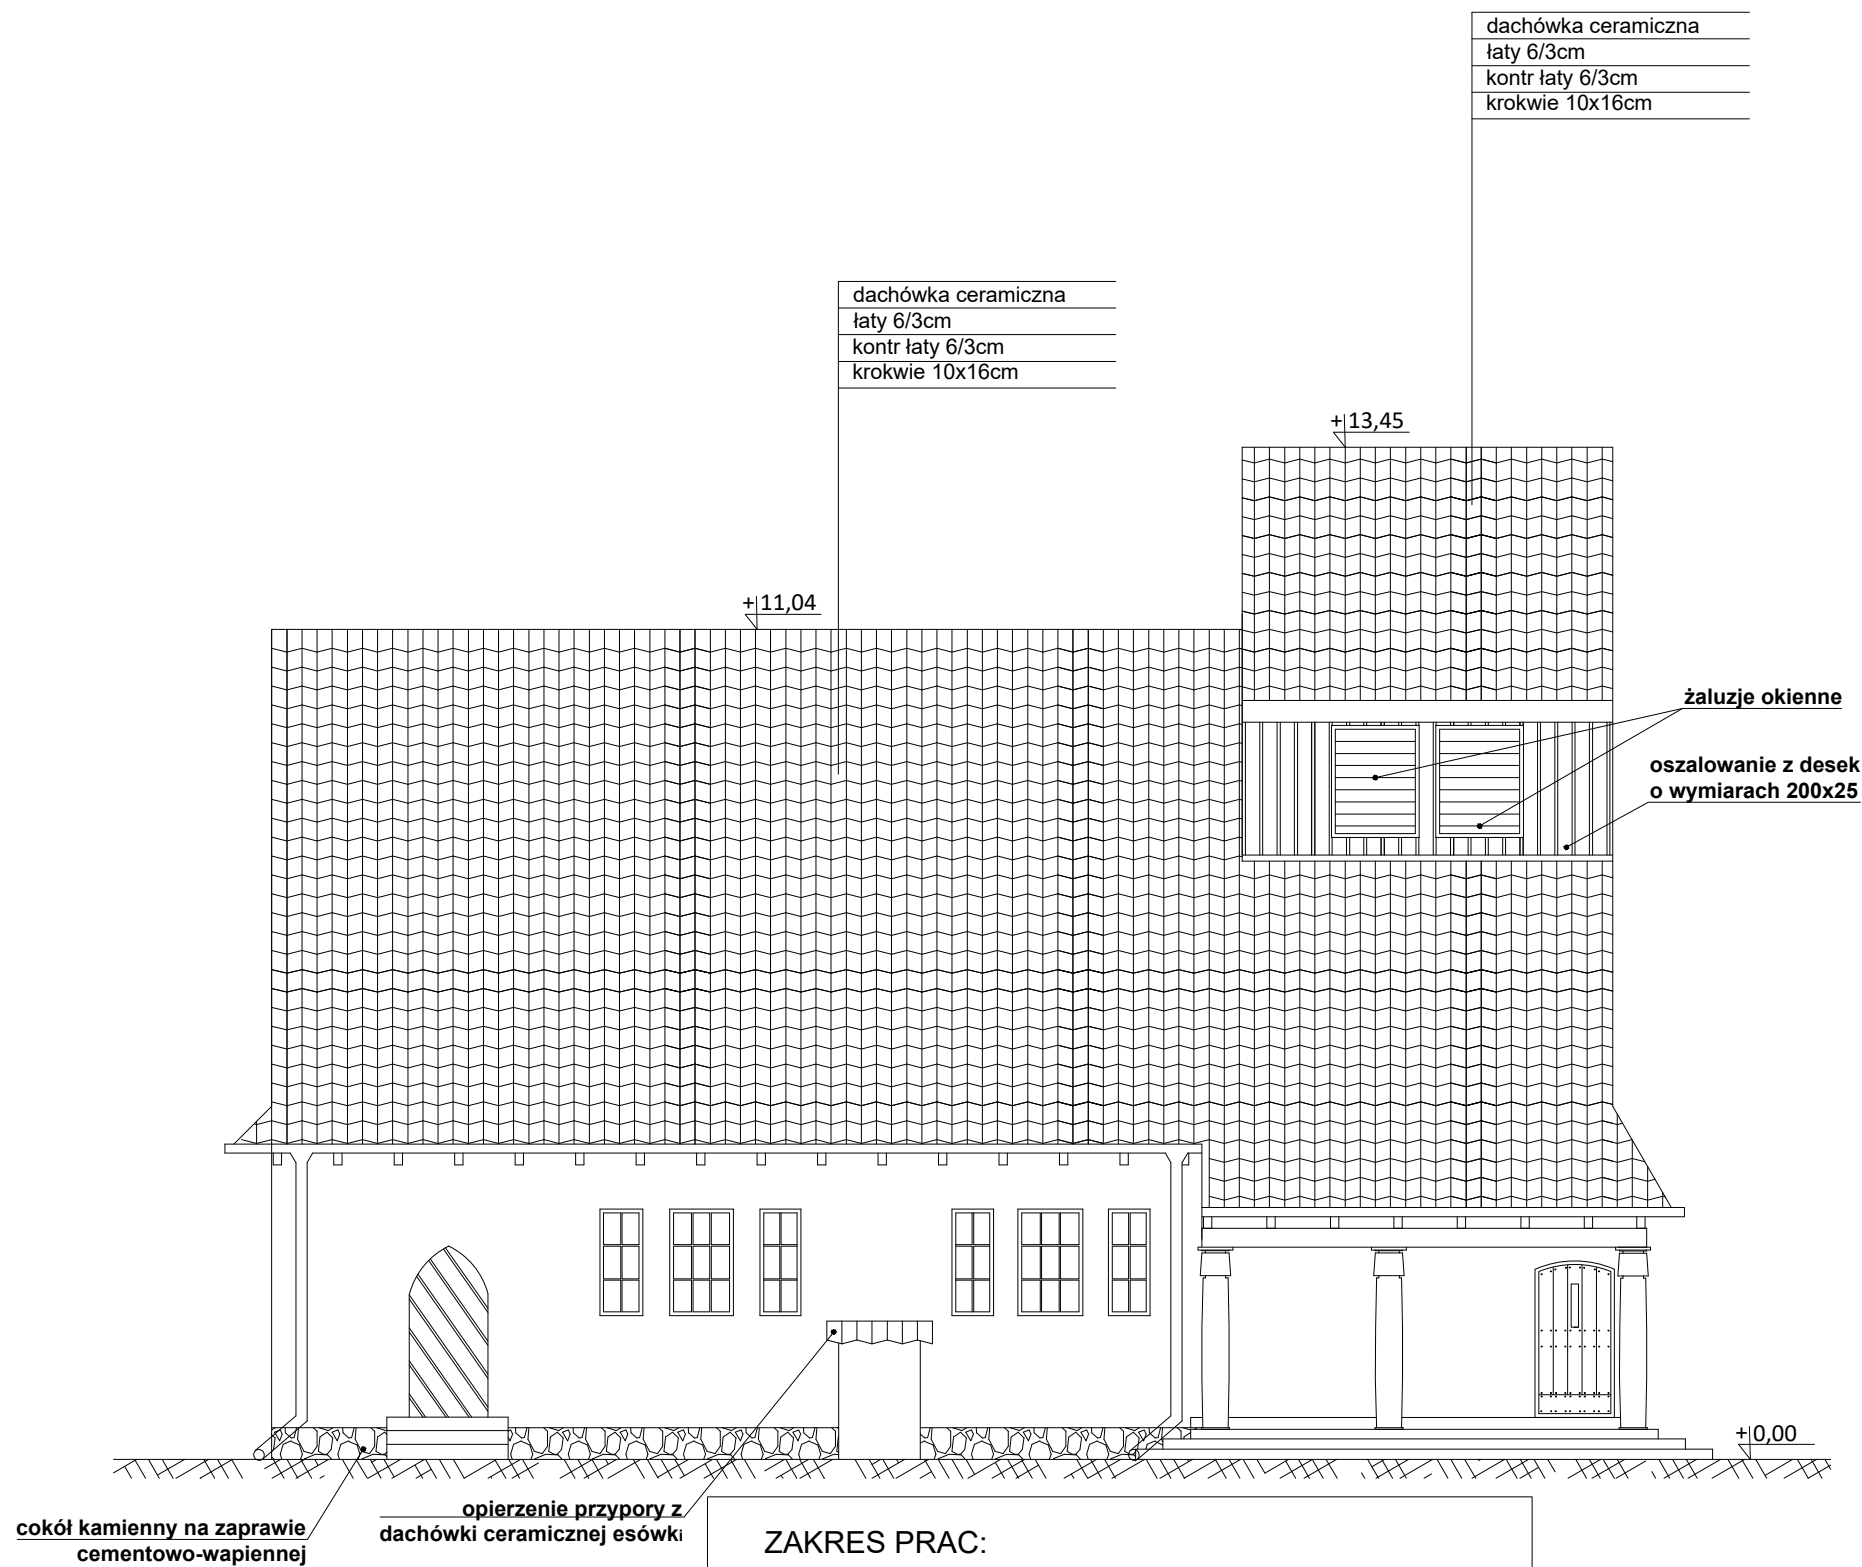 dachówka ceramiczna
łaty 6/3cm
kontr łaty 6/3cm
krokwie 10x16cm
dachówka ceramiczna
łaty 6/3cm
kontr łaty 6/3cm
krokwie 10x16cm
+13,45
+11,04
żaluzje okienne
oszalowanie z desek
o wymiarach 200x25
+0,00
opierzenie przypory z
dachówki ceramicznej esówki
cokół kamienny na zaprawie
cementowo-wapiennej
ZAKRES PRAC: